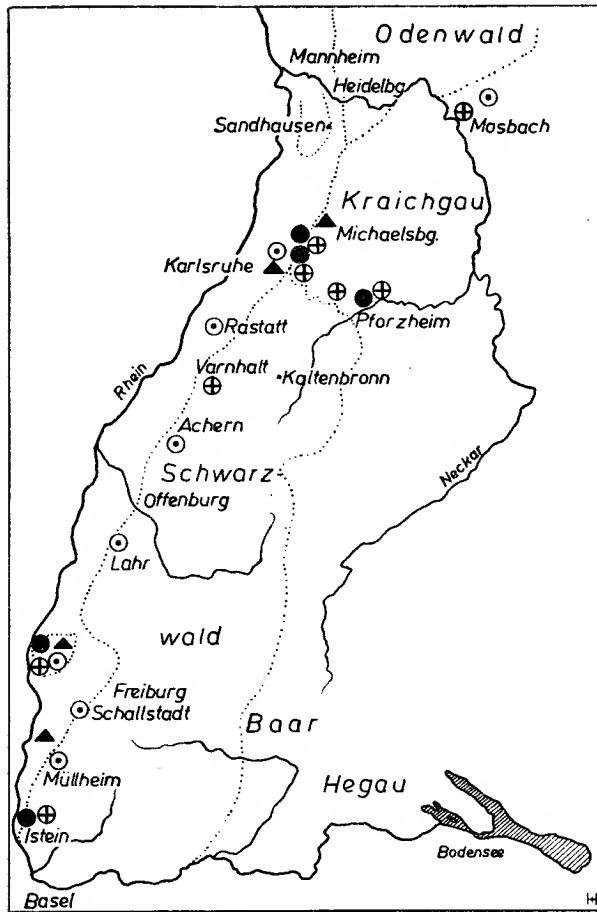 Odenwald
Mannheim
Heidelbg.
Sandhausen
Mosbach
Kraichgau
Michaelsbg.
Karlsruhe
Pforzheim
Rastatt
Varnhalt
Kaltenbronn
Rhein
Achern
Neckar
Schwarz-
Offenburg
Lahr
wald
Freiburg
Schallstadt
Baar
Müllheim
Hegau
Istein
Bodensee
Basel